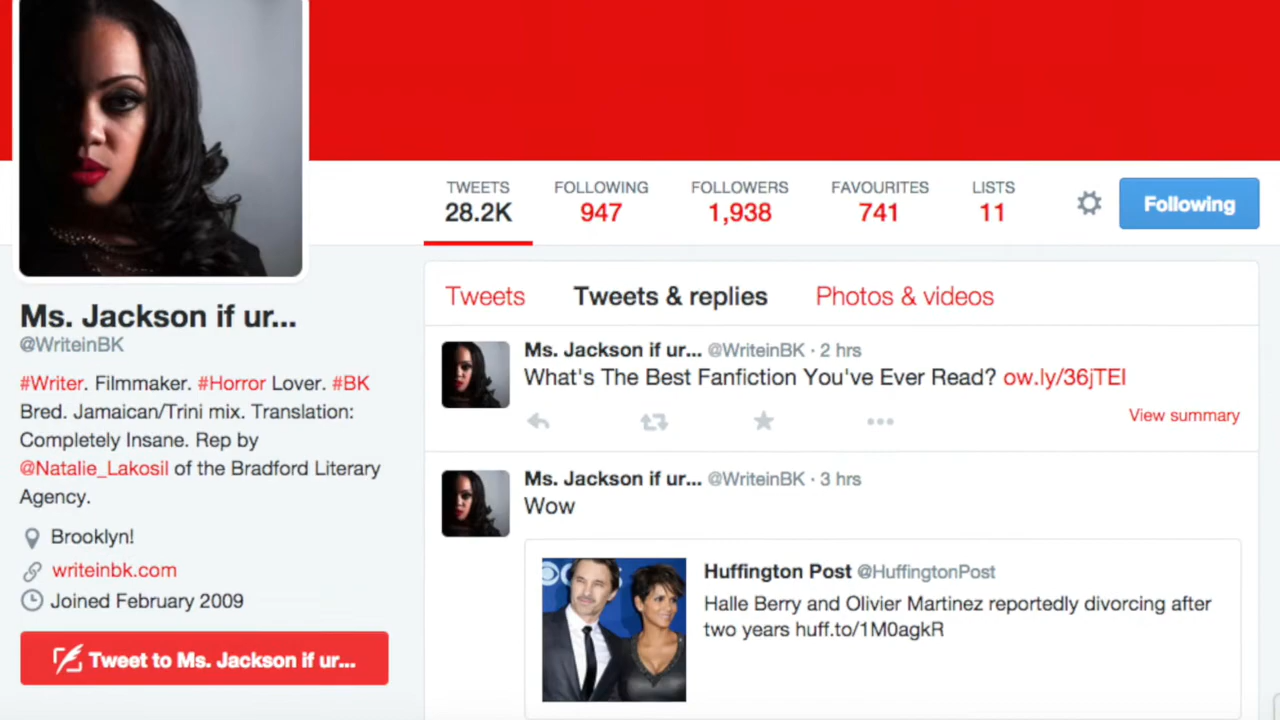 TWEETS
28.2K
FOLLOWING
947
FOLLOWERS
1,938
FAVOURITES
741
LISTS
11
Following
Ms. Jackson if ur...
@WriteinBK
#Writer. Filmmaker. #Horror Lover. #BK
Bred. Jamaican/Trini mix. Translation:
Completely Insane. Rep by
@Natalie_Lakosil of the Bradford Literary
Agency.
Brooklyn!
writeinbk.com
Joined February 2009
Tweet to Ms. Jackson if ur...
Tweets
Tweets & replies
Photos & videos
Ms. Jackson if ur... @WriteinBK · 2 hrs
What's The Best Fanfiction You've Ever Read? ow.ly/36jTEI
View summary
Ms. Jackson if ur... @WriteinBK · 3 hrs
Wow
Huffington Post @HuffingtonPost
Halle Berry and Olivier Martinez reportedly divorcing after
two years huff.to/1M0agkR